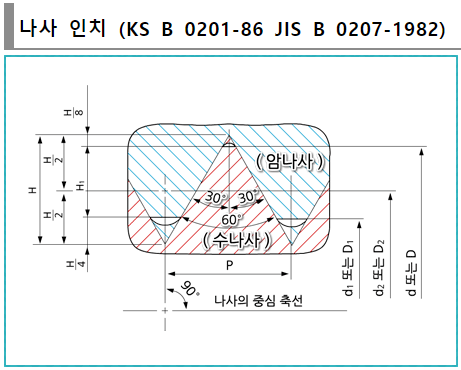 나사 인치 (KS B 0201-86 JIS B 0207-1982)
H/8
H
H/2
H₁
H/2
H/4
(암나사)
30°
30°
60°
(수나사)
P
90°
나사의 중심 축선
d₁ 또는 D₁
d₂ 또는 D₂
d 또는 D